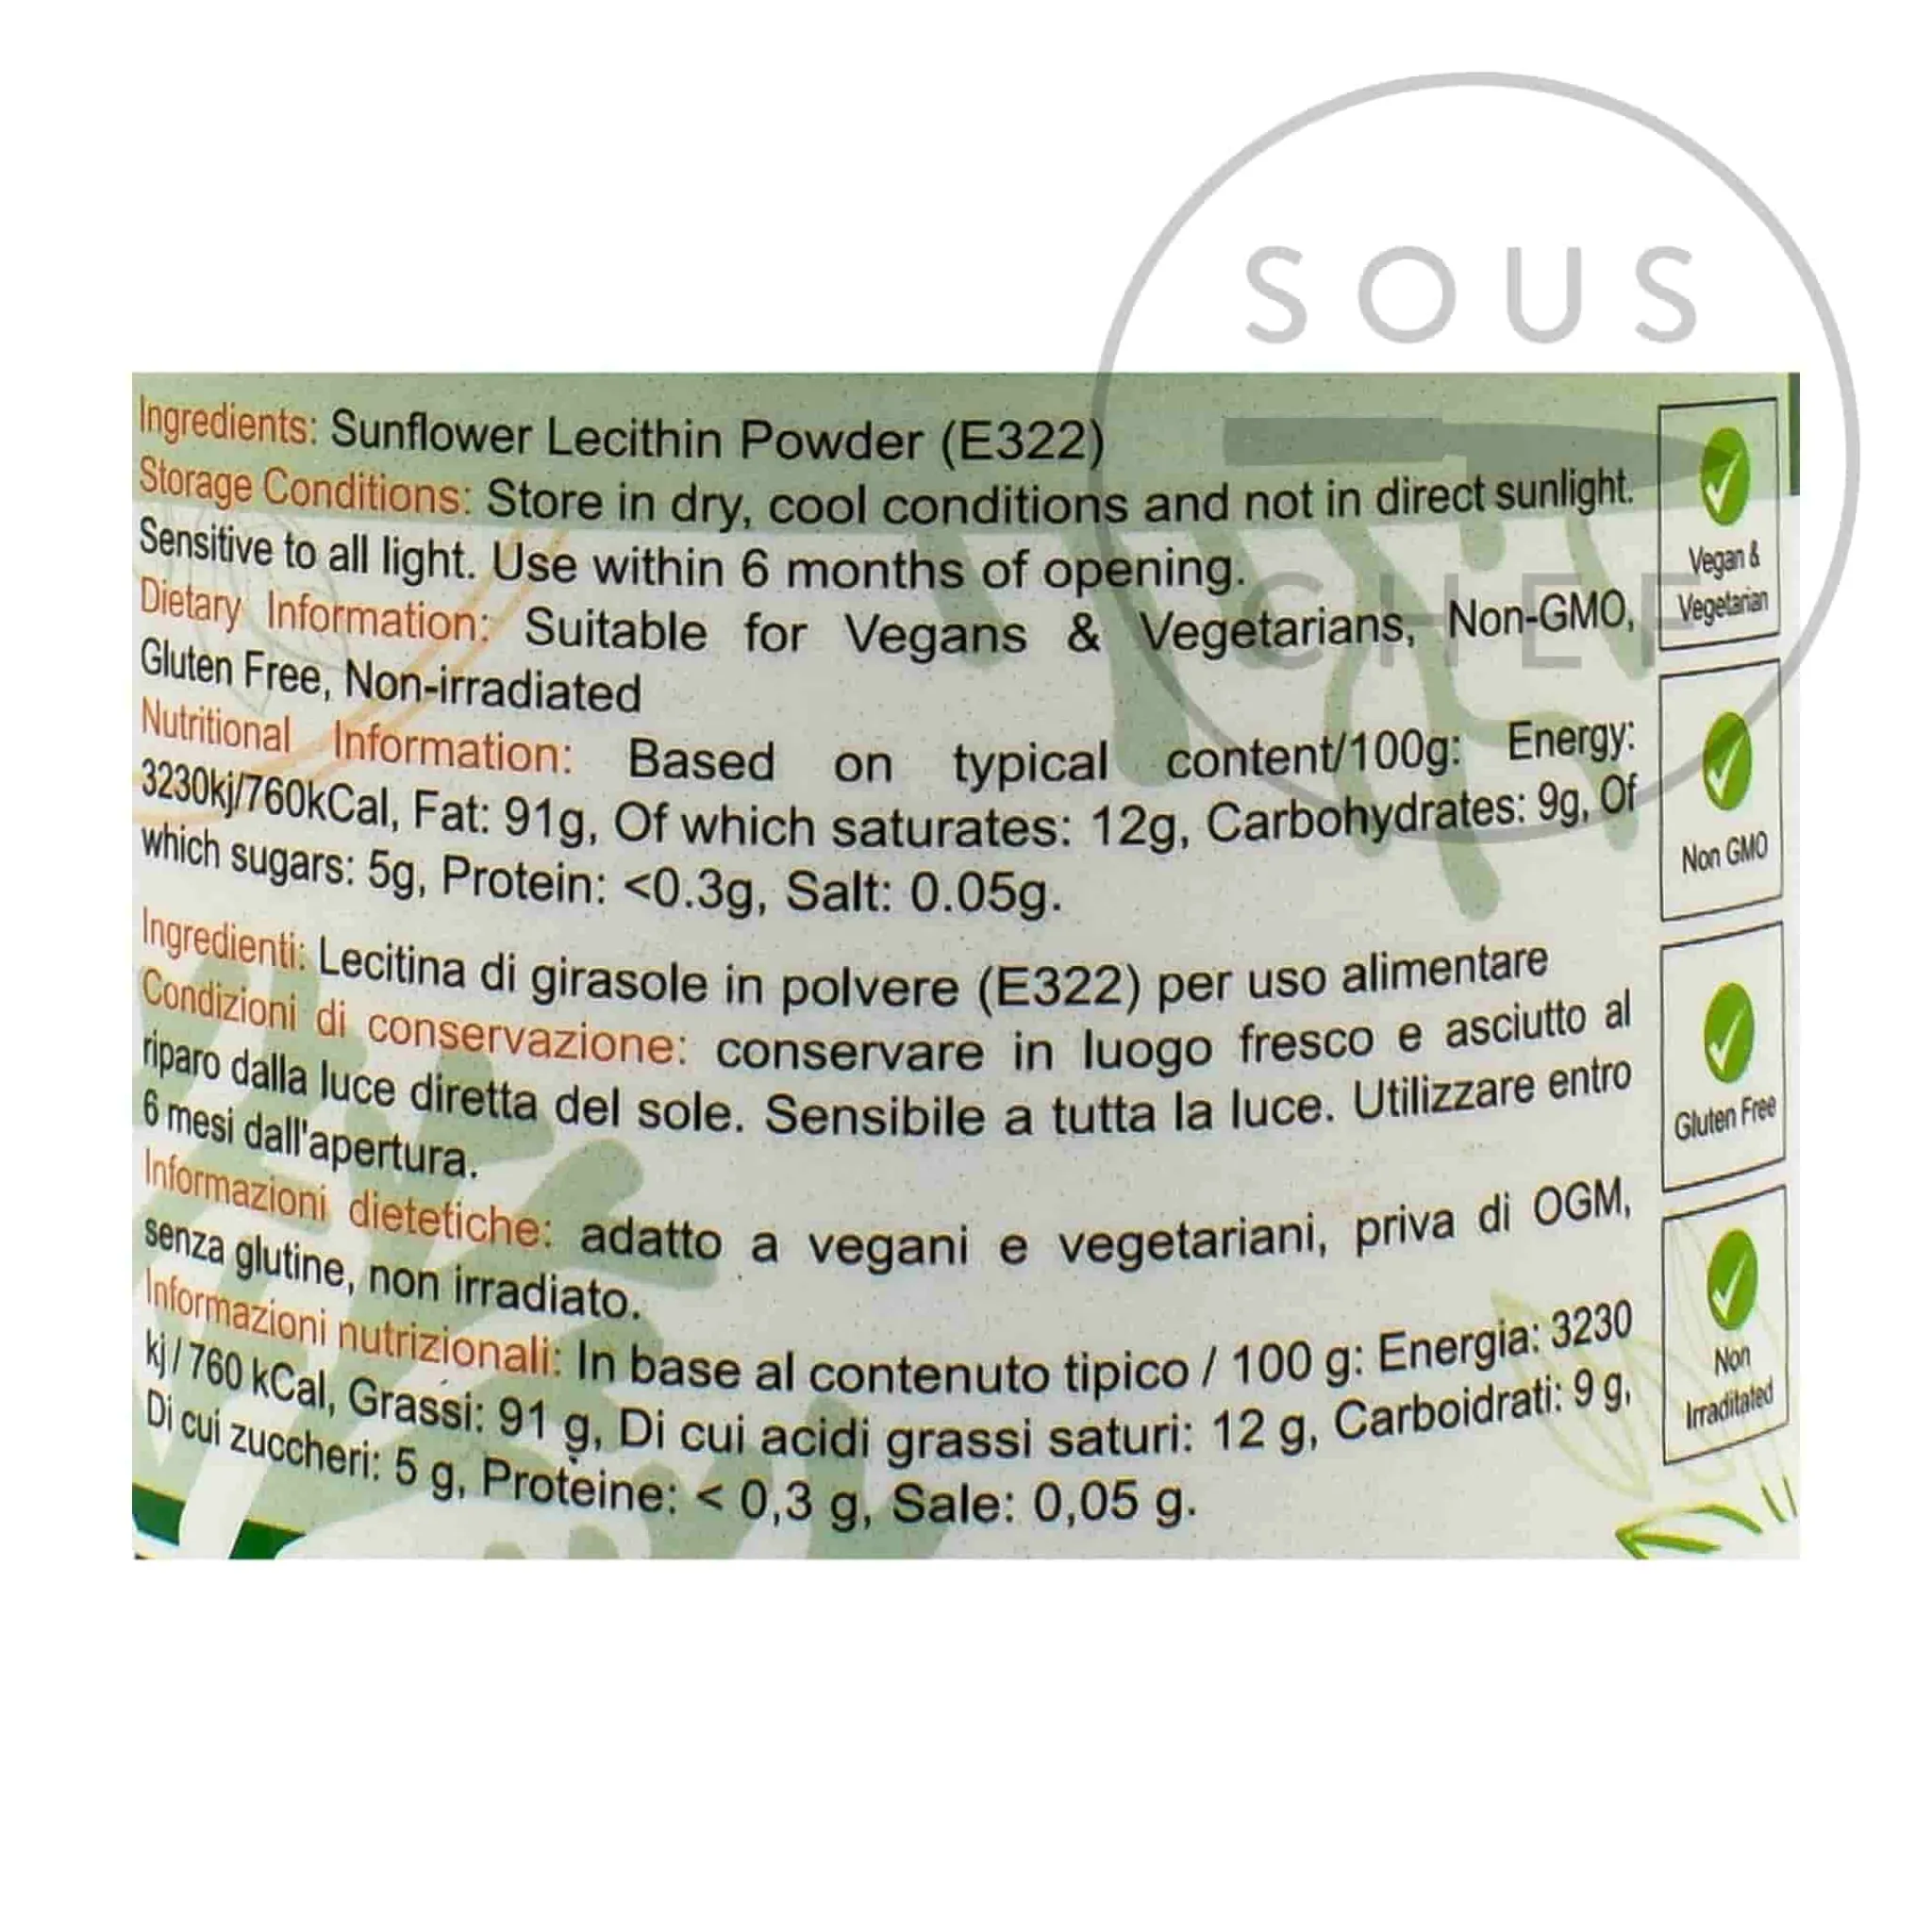 SOUS
CHEF
Ingredients: Sunflower Lecithin Powder (E322)
Storage Conditions: Store in dry, cool conditions and not in direct sunlight.
Sensitive to all light. Use within 6 months of opening.
Dietary Information: Suitable for Vegans & Vegetarians, Non-GMO,
Gluten Free, Non-irradiated
Nutritional Information: Based on typical content/100g: Energy:
3230kj/760kCal, Fat: 91g, Of which saturates: 12g, Carbohydrates: 9g, Of
which sugars: 5g, Protein: <0.3g, Salt: 0.05g.
Ingredienti: Lecitina di girasole in polvere (E322) per uso alimentare
Condizioni di conservazione: conservare in luogo fresco e asciutto al
riparo dalla luce diretta del sole. Sensibile a tutta la luce. Utilizzare entro
6 mesi dall'apertura.
Informazioni dietetiche: adatto a vegani e vegetariani, priva di OGM,
senza glutine, non irradiato.
Informazioni nutrizionali: In base al contenuto tipico / 100 g: Energia: 3230
kj / 760 kCal, Grassi: 91 g, Di cui acidi grassi saturi: 12 g, Carboidrati: 9 g,
Di cui zuccheri: 5 g, Proteine: < 0,3 g, Sale: 0,05 g.
Vegan &
Vegetarian
Non GMO
Gluten Free
Non
Irraditated